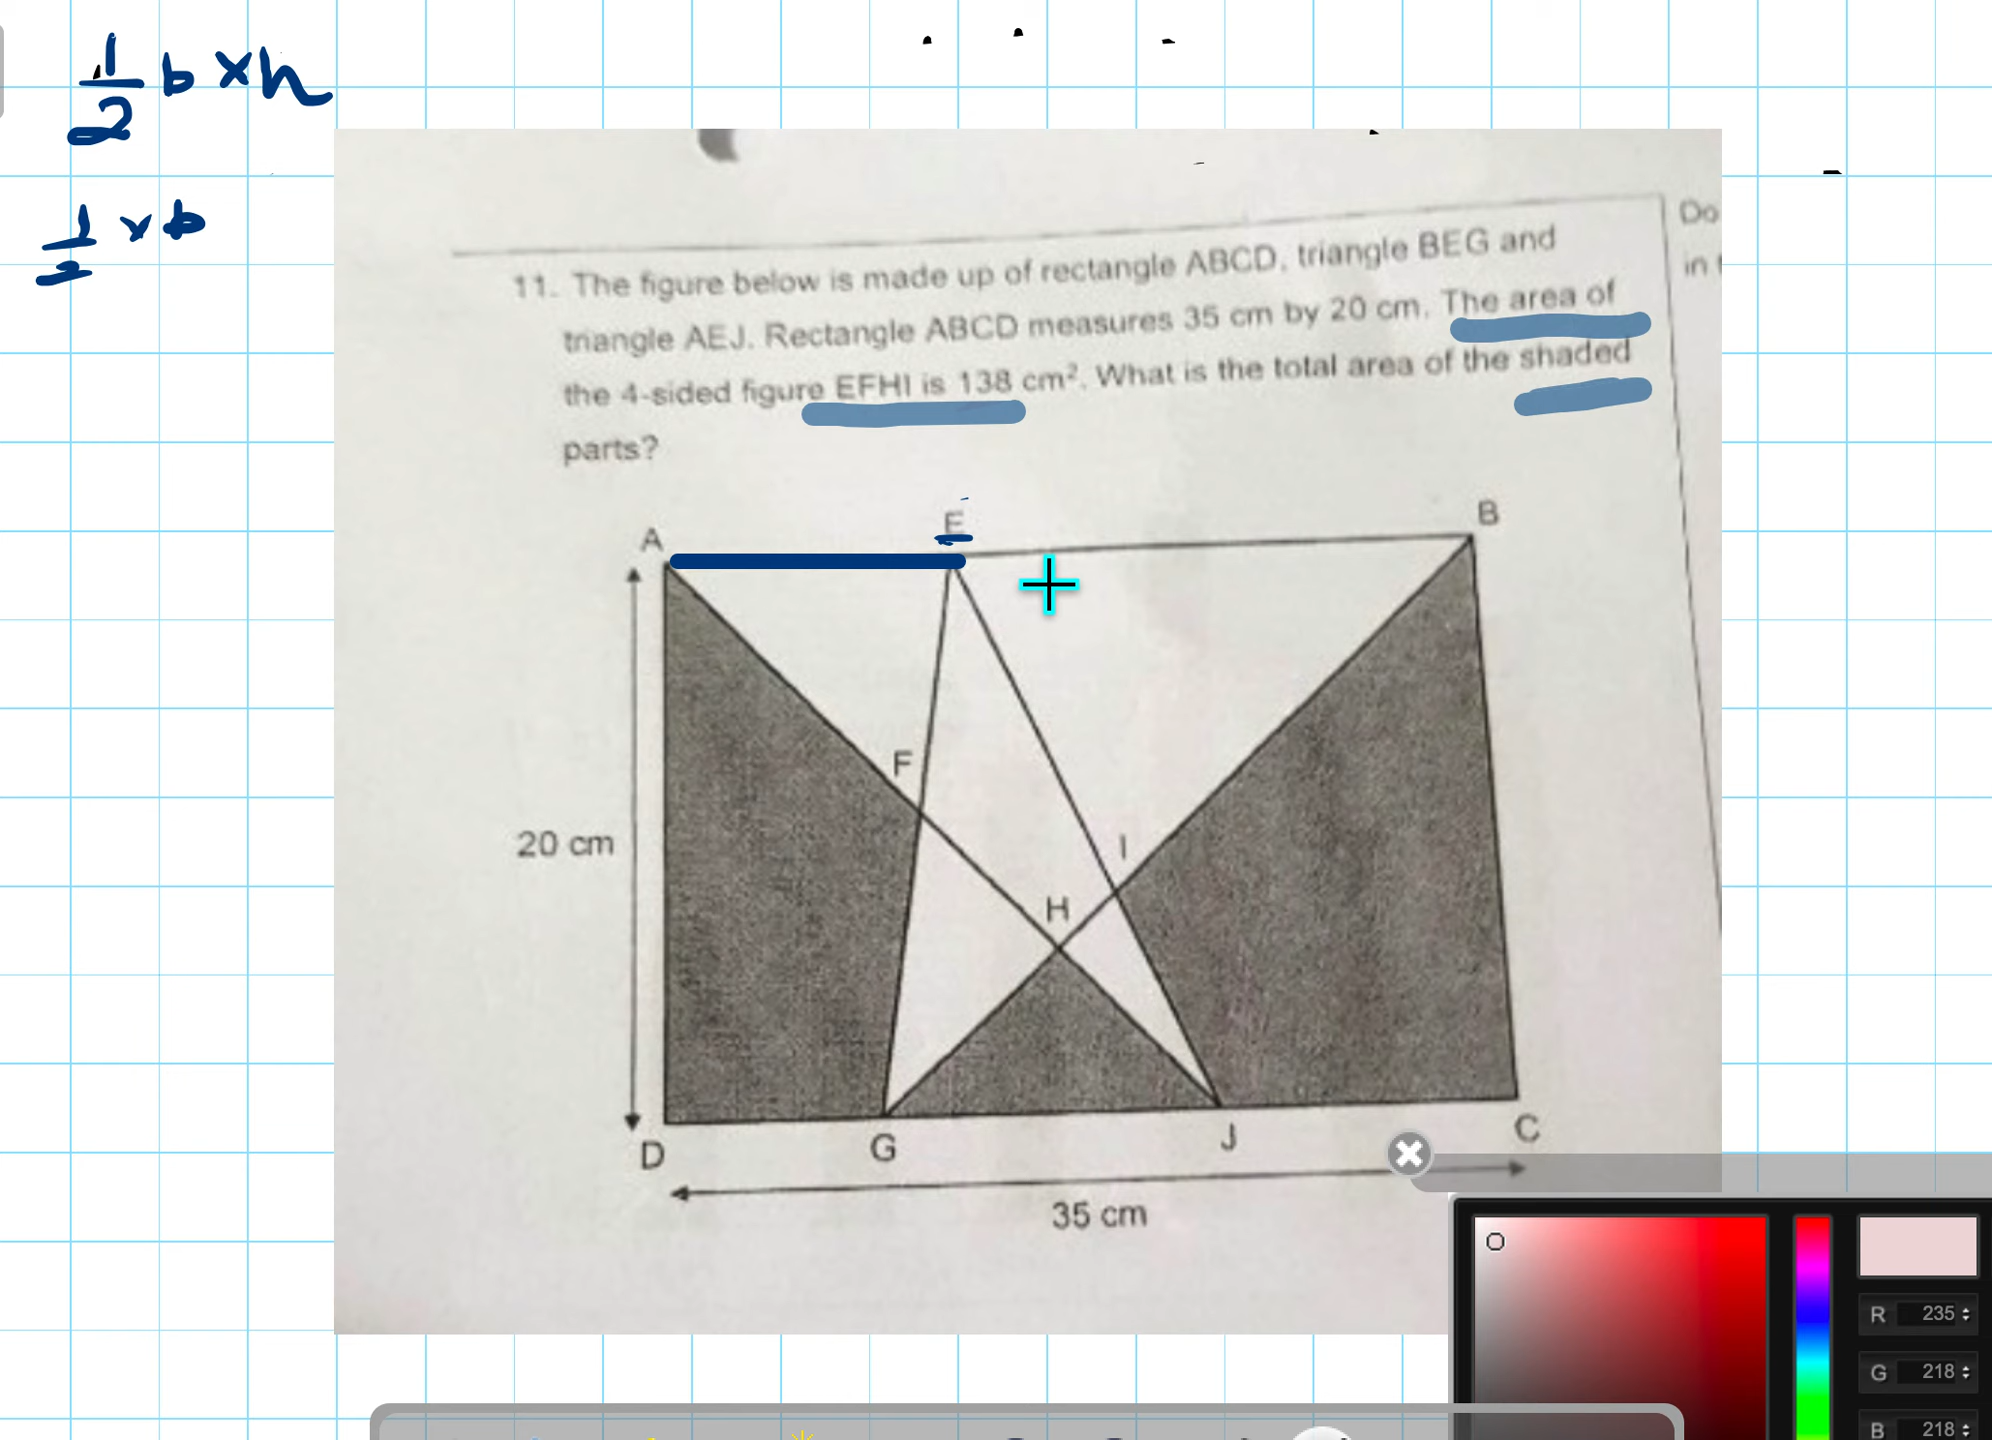 1/2 b × h
1/2 × b
Do
in
11. The figure below is made up of rectangle ABCD, triangle BEG and
triangle AEJ. Rectangle ABCD measures 35 cm by 20 cm. The area of
the 4-sided figure EFHI is 138 cm². What is the total area of the shaded
parts?
A
E
B
F
I
20 cm
H
D
G
J
C
35 cm
R 235
G 218
B 218